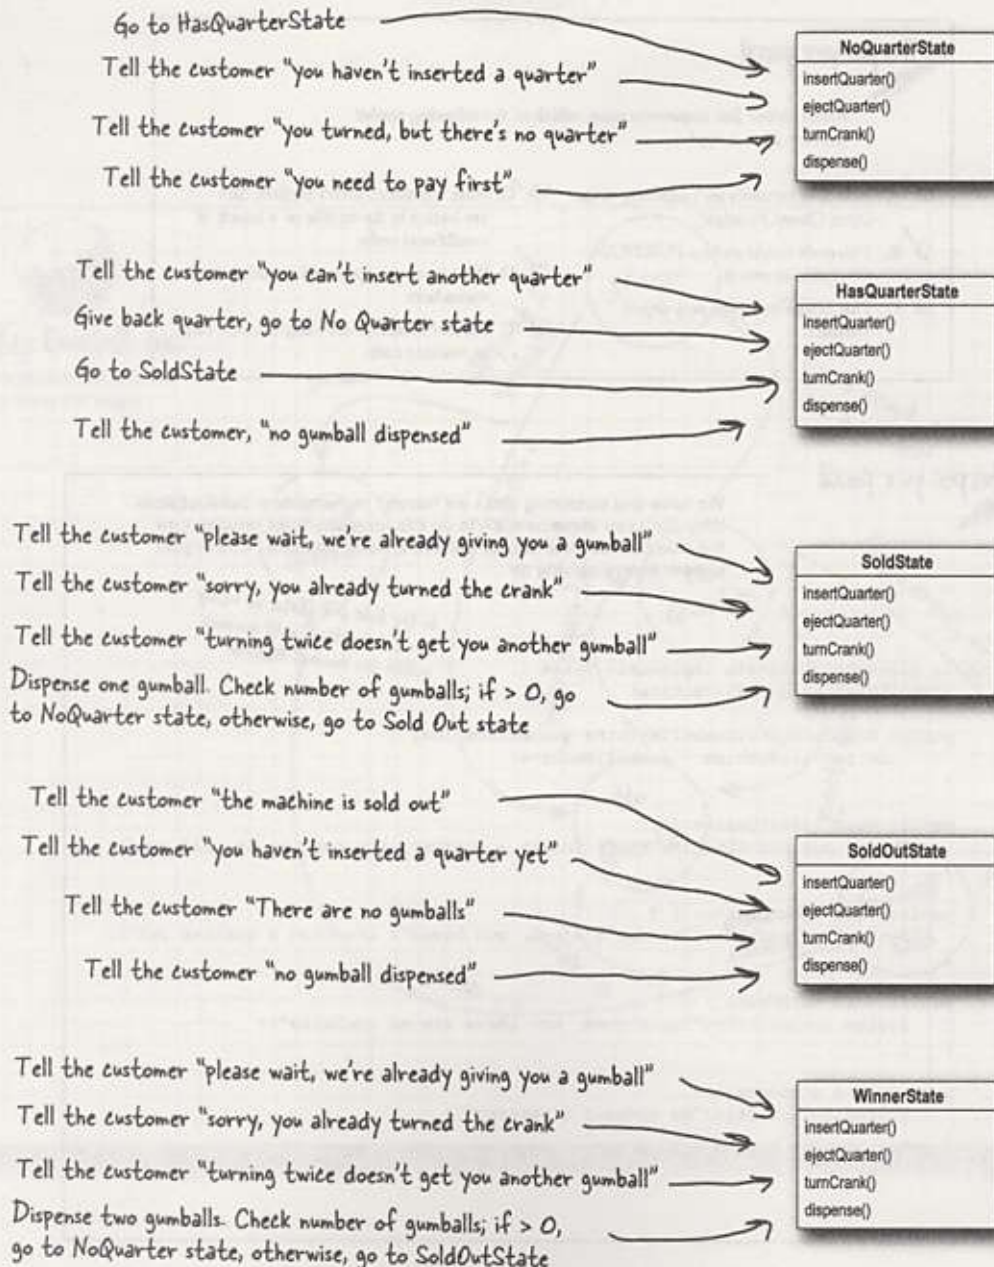 Go to HasQuarterState
Tell the customer "you haven't inserted a quarter"
Tell the customer "you turned, but there's no quarter"
Tell the customer "you need to pay first"
NoQuarterState
insertQuarter()
ejectQuarter()
turnCrank()
dispense()
Tell the customer "you can't insert another quarter"
Give back quarter, go to No Quarter state
Go to SoldState
Tell the customer, "no gumball dispensed"
HasQuarterState
insertQuarter()
ejectQuarter()
turnCrank()
dispense()
Tell the customer "please wait, we're already giving you a gumball"
Tell the customer "sorry, you already turned the crank"
Tell the customer "turning twice doesn't get you another gumball"
Dispense one gumball. Check number of gumballs; if > 0, go
to NoQuarter state, otherwise, go to Sold Out state
SoldState
insertQuarter()
ejectQuarter()
turnCrank()
dispense()
Tell the customer "the machine is sold out"
Tell the customer "you haven't inserted a quarter yet"
Tell the customer "There are no gumballs"
Tell the customer "no gumball dispensed"
SoldOutState
insertQuarter()
ejectQuarter()
turnCrank()
dispense()
Tell the customer "please wait, we're already giving you a gumball"
Tell the customer "sorry, you already turned the crank"
Tell the customer "turning twice doesn't get you another gumball"
Dispense two gumballs. Check number of gumballs; if > 0,
go to NoQuarter state, otherwise, go to SoldOutState
WinnerState
insertQuarter()
ejectQuarter()
turnCrank()
dispense()